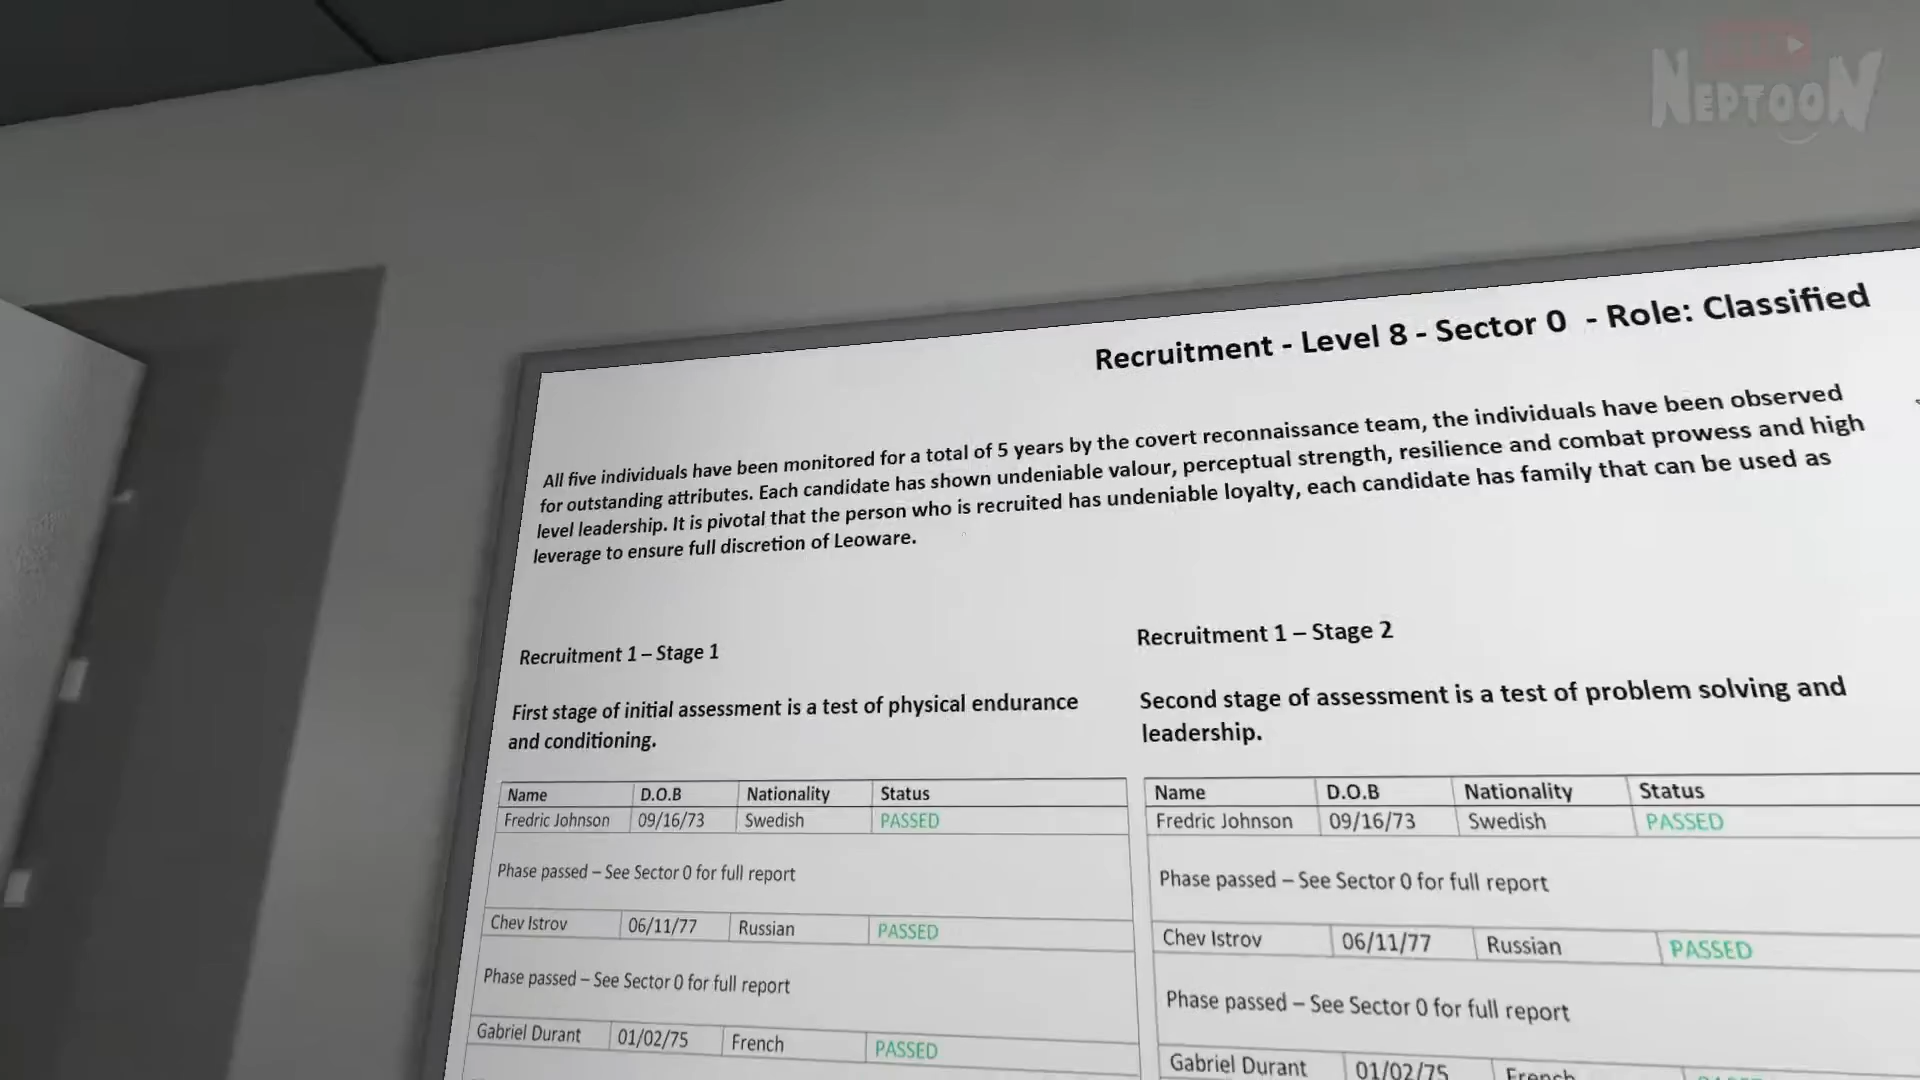 NEPTOON
Recruitment - Level 8 - Sector 0 - Role: Classified
All five individuals have been monitored for a total of 5 years by the covert reconnaissance team, the individuals have been observed
for outstanding attributes. Each candidate has shown undeniable valour, perceptual strength, resilience and combat prowess and high
level leadership. It is pivotal that the person who is recruited has undeniable loyalty, each candidate has family that can be used as
leverage to ensure full discretion of Leoware.
Recruitment 1 – Stage 1
First stage of initial assessment is a test of physical endurance
and conditioning.
Name D.O.B Nationality Status
Fredric Johnson 09/16/73 Swedish PASSED
Phase passed – See Sector 0 for full report
Chev Istrov 06/11/77 Russian PASSED
Phase passed – See Sector 0 for full report
Gabriel Durant 01/02/75 French PASSED
Recruitment 1 – Stage 2
Second stage of assessment is a test of problem solving and
leadership.
Name D.O.B Nationality Status
Fredric Johnson 09/16/73 Swedish PASSED
Phase passed – See Sector 0 for full report
Chev Istrov 06/11/77 Russian PASSED
Phase passed – See Sector 0 for full report
Gabriel Durant 01/02/75 French